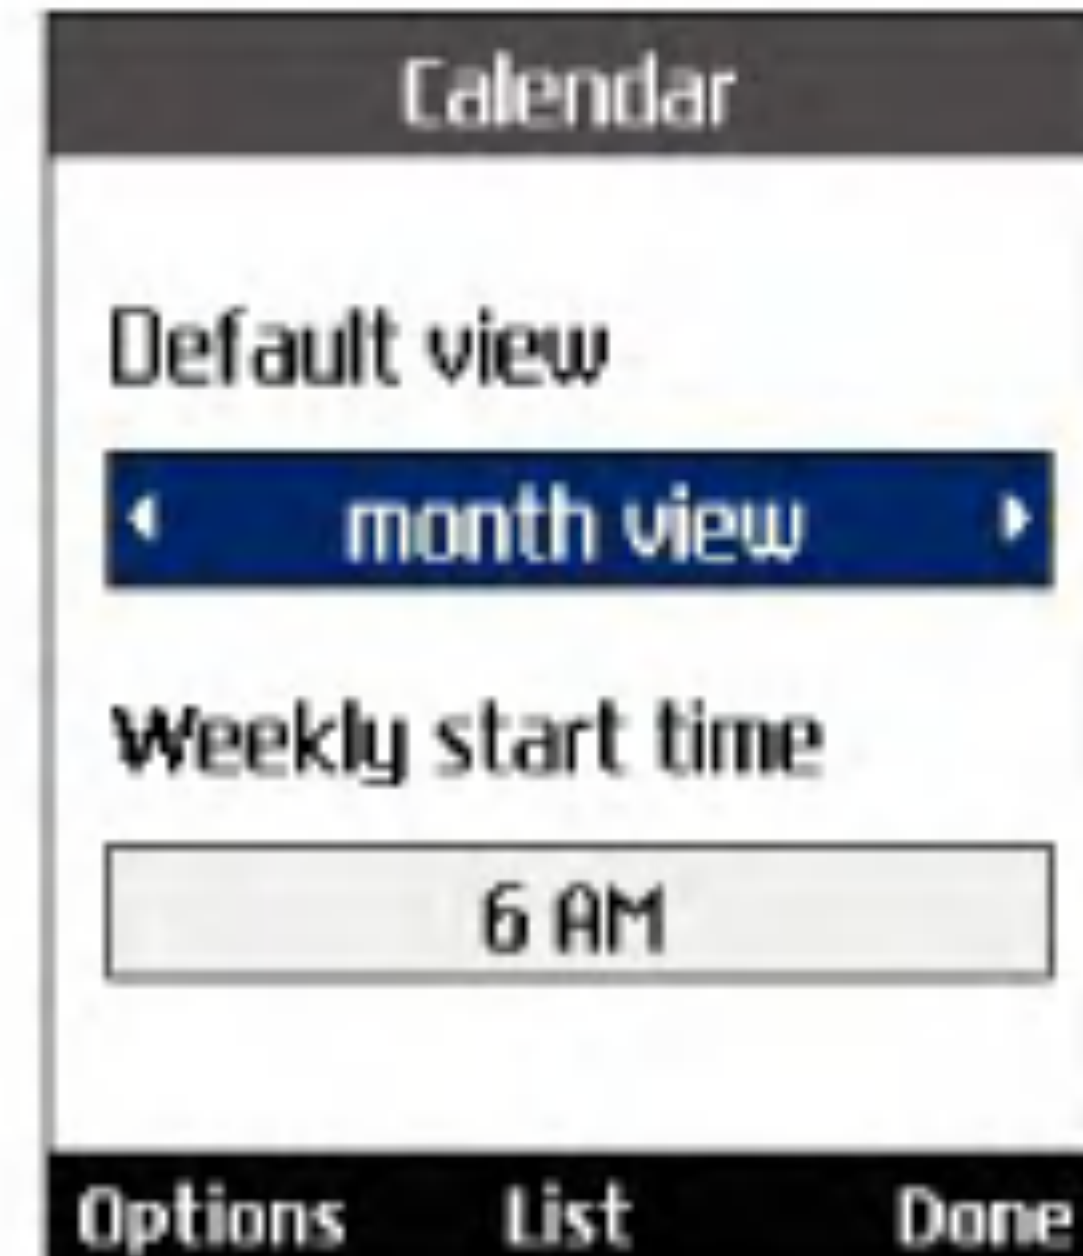 Calendar
Default view
month view
Weekly start time
6 AM
Options List Done